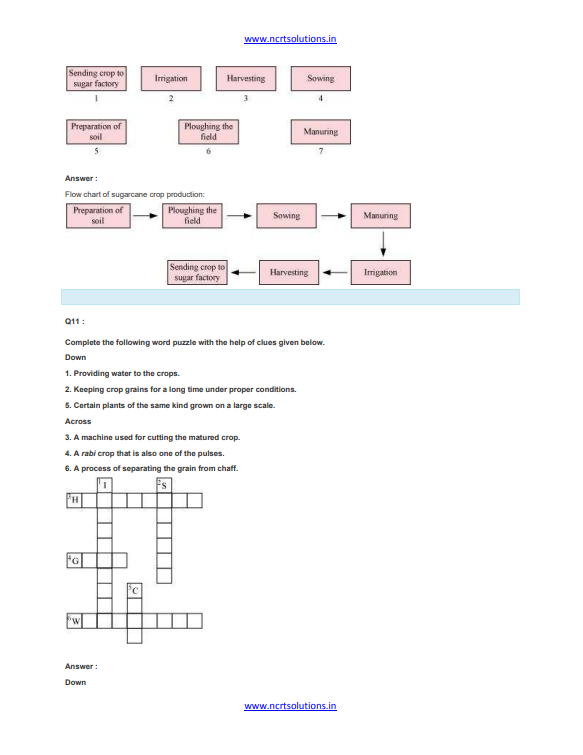 www.ncrtsolutions.in
Sending crop to
sugar factory
Irrigation
Harvesting
Sowing
1
2
3
4
Preparation of
soil
Ploughing the
field
Manuring
5
6
7
Answer :
Flow chart of sugarcane crop production:
Preparation of
soil
Ploughing the
field
Sowing
Manuring
Sending crop to
sugar factory
Harvesting
Irrigation
Q11 :
Complete the following word puzzle with the help of clues given below.
Down
1. Providing water to the crops.
2. Keeping crop grains for a long time under proper conditions.
5. Certain plants of the same kind grown on a large scale.
Across
3. A machine used for cutting the matured crop.
4. A rabi crop that is also one of the pulses.
6. A process of separating the grain from chaff.
1 I
2 S
3 H
4 G
5 C
6 W
Answer :
Down
www.ncrtsolutions.in